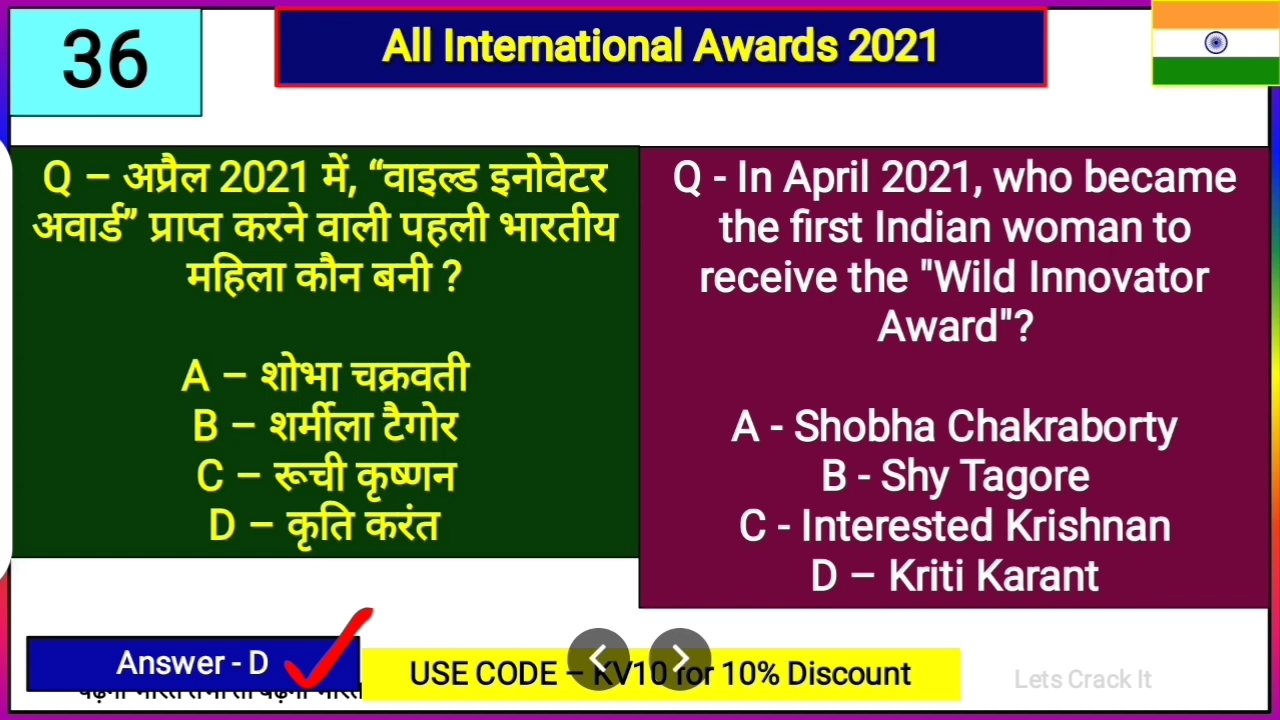 36
All International Awards 2021
Q – अप्रैल 2021 में, “वाइल्ड इनोवेटर
अवार्ड” प्राप्त करने वाली पहली भारतीय
महिला कौन बनी ?
A – शोभा चक्रवती
B – शर्मीला टैगोर
C – रूची कृष्णन
D – कृति करंत
Q - In April 2021, who became
the first Indian woman to
receive the "Wild Innovator
Award"?
A - Shobha Chakraborty
B - Shy Tagore
C - Interested Krishnan
D – Kriti Karant
Answer - D
USE CODE – KV10 for 10% Discount
Lets Crack It